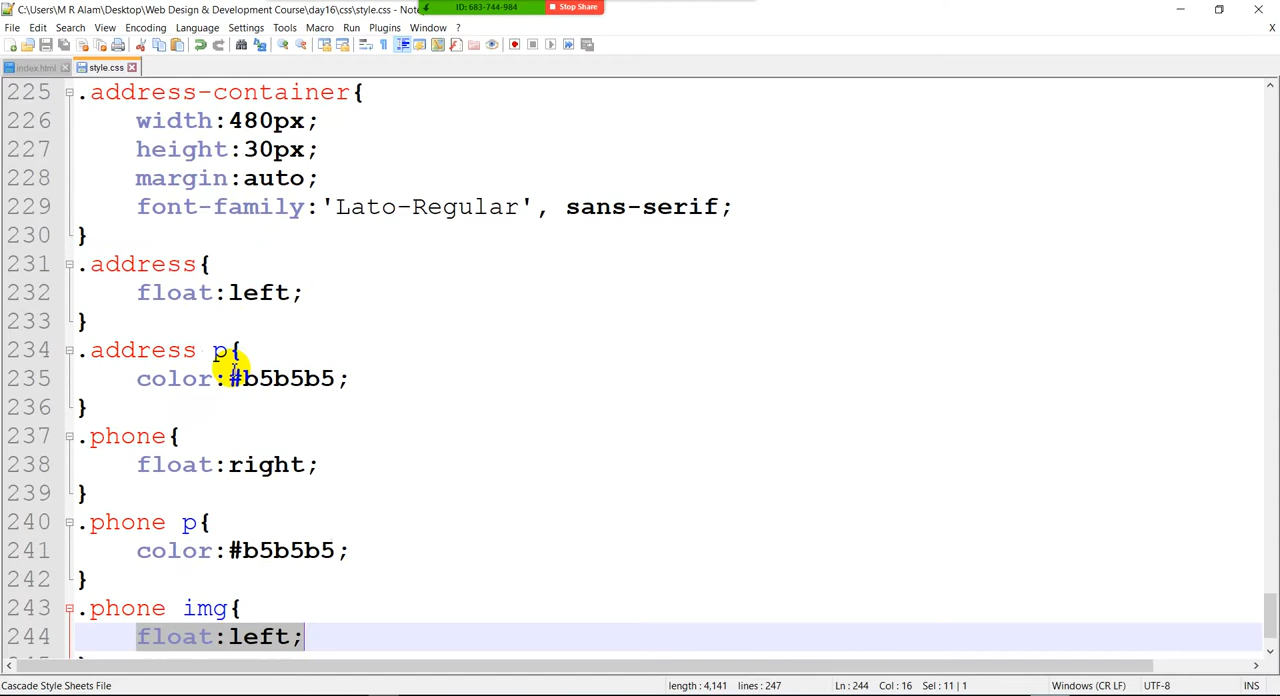 C:\Users\M R Alam\Desktop\Web Design & Development Course\day16\css\style.css - Note
ID: 683-744-984
Stop Share
File Edit Search View Encoding Language Settings Tools Macro Run Plugins Window ?
X
index.html
style.css
225 .address-container{
226 width:480px;
227 height:30px;
228 margin:auto;
229 font-family:'Lato-Regular', sans-serif;
230 }
231 .address{
232 float:left;
233 }
234 .address p{
235 color:#b5b5b5;
236 }
237 .phone{
238 float:right;
239 }
240 .phone p{
241 color:#b5b5b5;
242 }
243 .phone img{
244 float:left;
Cascade Style Sheets File
length : 4,141 lines : 247
Ln : 244 Col : 16 Sel : 11 | 1
Windows (CR LF)
UTF-8
INS